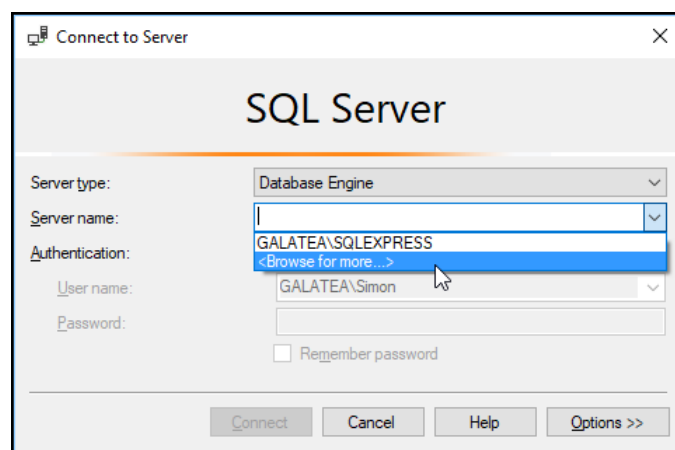 Connect to Server
SQL Server
Server type: Database Engine
Server name:
GALATEA\SQLEXPRESS
Authentication:
<Browse for more...>
User name: GALATEA\Simon
Password:
Remember password
Connect Cancel Help Options >>